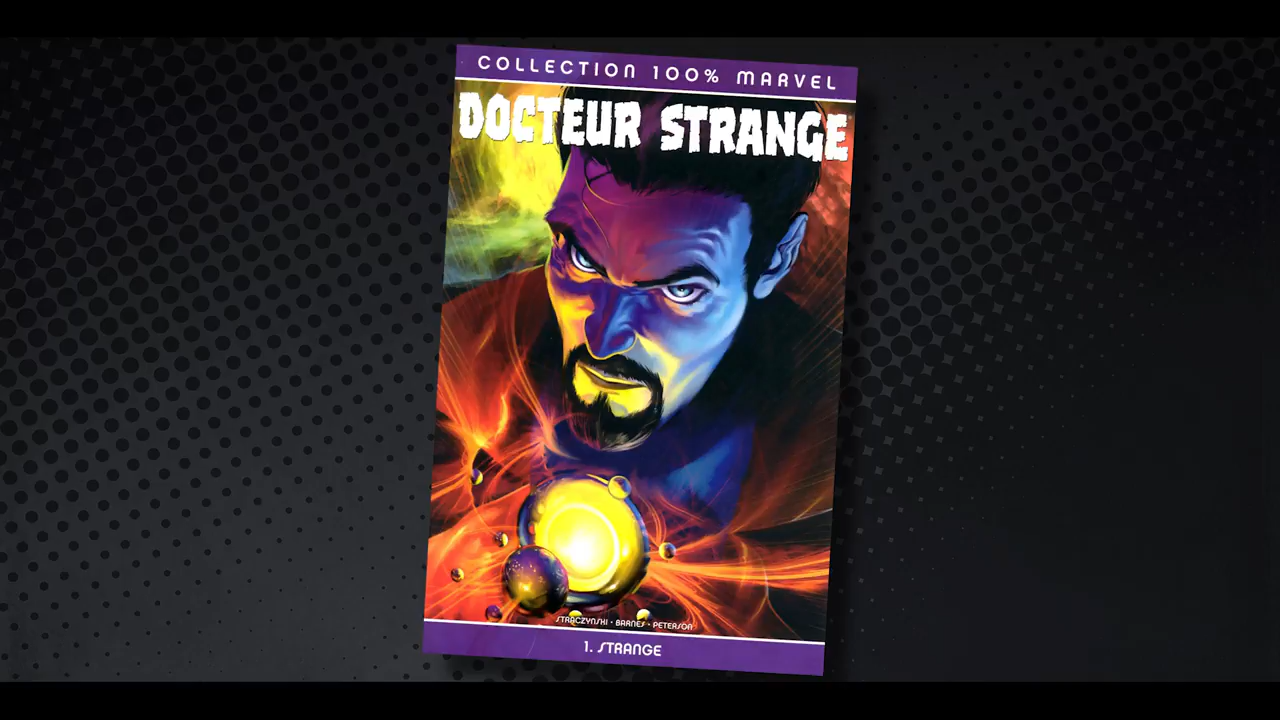 COLLECTION 100% MARVEL
DOCTEUR STRANGE
STRACZYNSKI • BARNES • PETERSON
1. STRANGE